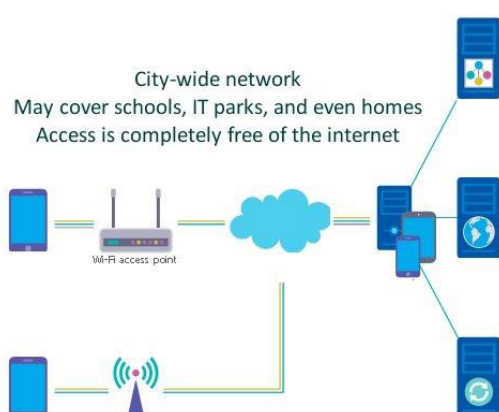 City-wide network
May cover schools, IT parks, and even homes
Access is completely free of the internet
Wi-Fi access point